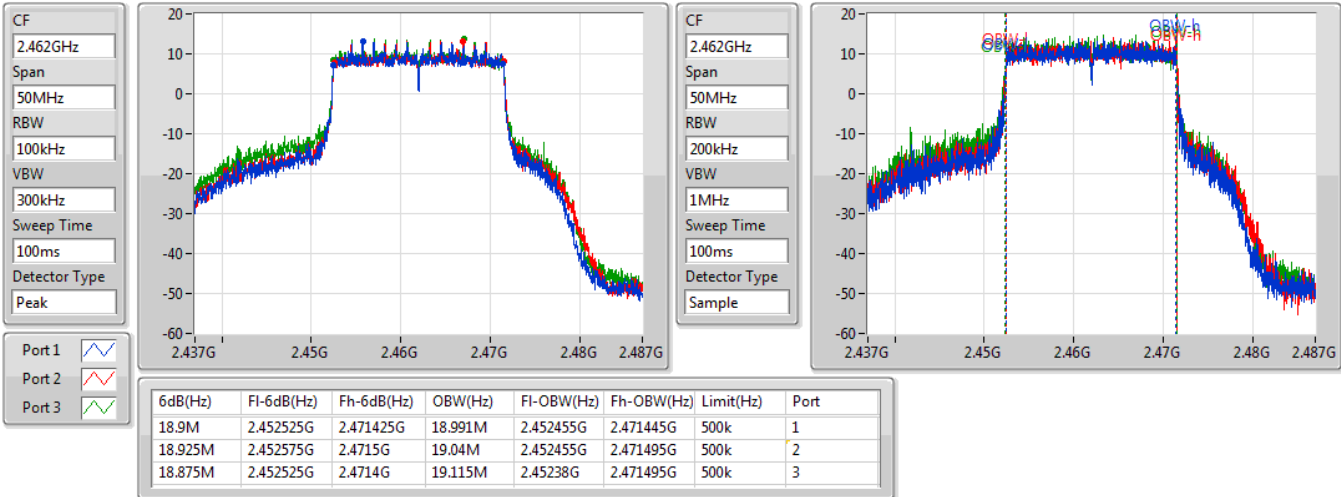 CF
2.462GHz
Span
50MHz
RBW
100kHz
VBW
300kHz
Sweep Time
100ms
Detector Type
Peak
20
10
0
-10
-20
-30
-40
-50
-60
2.437G 2.45G 2.46G 2.47G 2.48G 2.487G
CF
2.462GHz
Span
50MHz
RBW
200kHz
VBW
1MHz
Sweep Time
100ms
Detector Type
Sample
20
10
0
-10
-20
-30
-40
-50
-60
OBW-l
OBW-h
OBW-h
2.437G 2.45G 2.46G 2.47G 2.48G 2.487G
Port 1
Port 2
Port 3
6dB(Hz) Fl-6dB(Hz) Fh-6dB(Hz) OBW(Hz) Fl-OBW(Hz) Fh-OBW(Hz) Limit(Hz) Port
18.9M 2.452525G 2.471425G 18.991M 2.452455G 2.471445G 500k 1
18.925M 2.452575G 2.4715G 19.04M 2.452455G 2.471495G 500k 2
18.875M 2.452525G 2.4714G 19.115M 2.45238G 2.471495G 500k 3